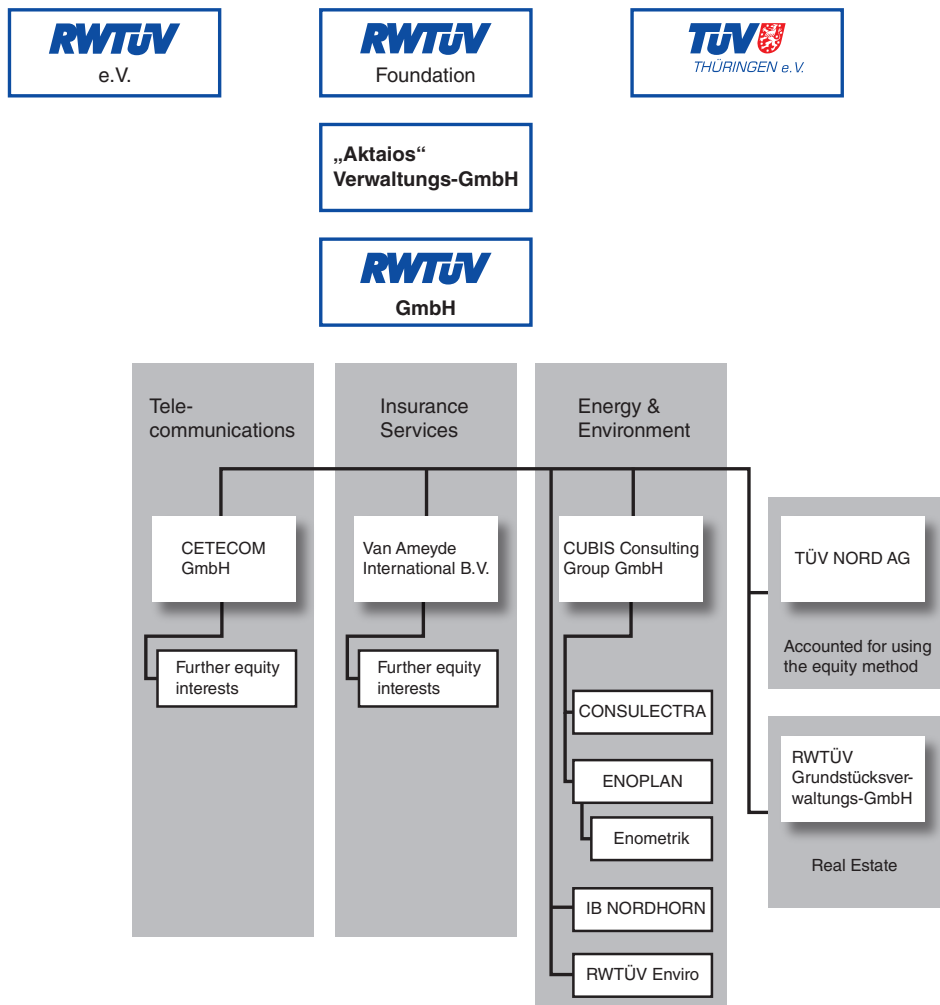 RWTÜV
e.V.
RWTÜV
Foundation
TÜV
THÜRINGEN e.V.
„Aktaios“
Verwaltungs-GmbH
RWTÜV
GmbH
Tele-
communications
Insurance
Services
Energy &
Environment
CETECOM
GmbH
Van Ameyde
International B.V.
CUBIS Consulting
Group GmbH
TÜV NORD AG
Accounted for using
the equity method
Further equity
interests
Further equity
interests
CONSULECTRA
ENOPLAN
Enometrik
IB NORDHORN
RWTÜV Enviro
RWTÜV
Grundstücksver-
waltungs-GmbH
Real Estate